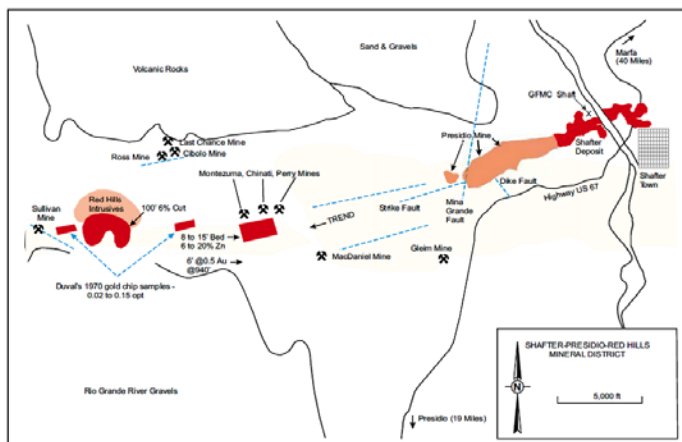 Sand & Gravels
Marfa
(40 Miles)
Volcanic Rocks
GFMC Shaft
X
Last Chance Mine
Ross Mine
Cibolo Mine
Presidio Mine
Shafter
Deposit
Montezuma, Chinati, Perry Mines
Shafter
Town
Red Hills
Intrusives
Dike Fault
Highway US 67
Sullivan
Mine
100' 6% Cut
TREND
Strike Fault
Mina
Grande
Fault
8 to 15' Bed
6 to 20% Zn
6' @0.5 Au
@940'
MacDaniel Mine
Gleim Mine
Duval's 1970 gold chip samples -
0.02 to 0.15 opt
SHAFTER-PRESIDIO-RED HILLS
MINERAL DISTRICT
N
5,000 ft
Rio Grande River Gravels
Presidio (19 Miles)